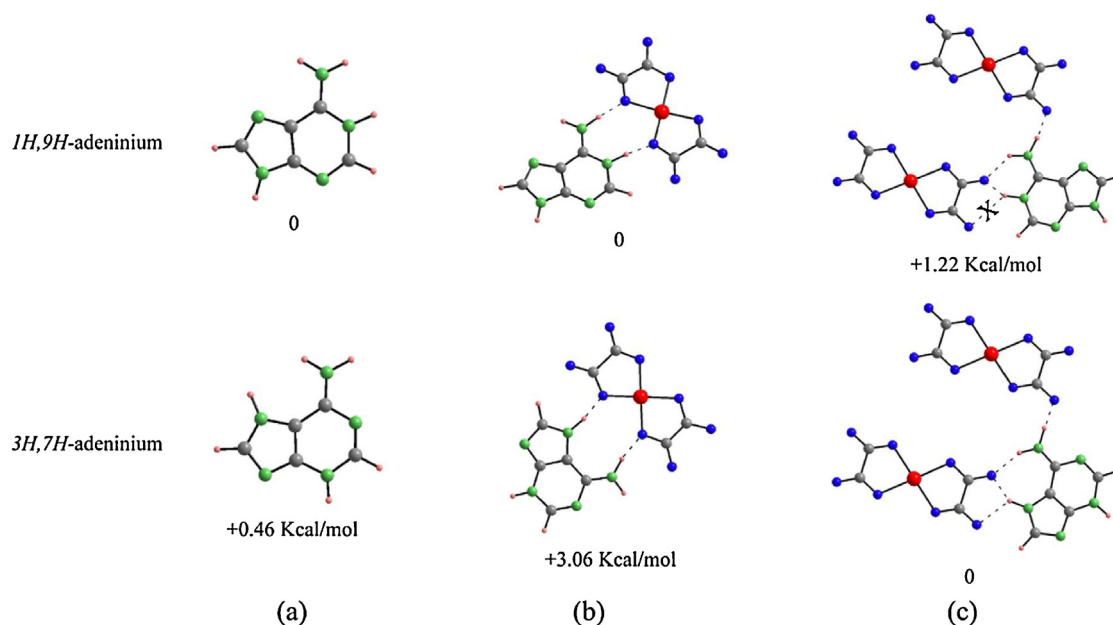 1H,9H-adeninium
0
0
X
+1.22 Kcal/mol
3H,7H-adeninium
+0.46 Kcal/mol
+3.06 Kcal/mol
0
(a)
(b)
(c)